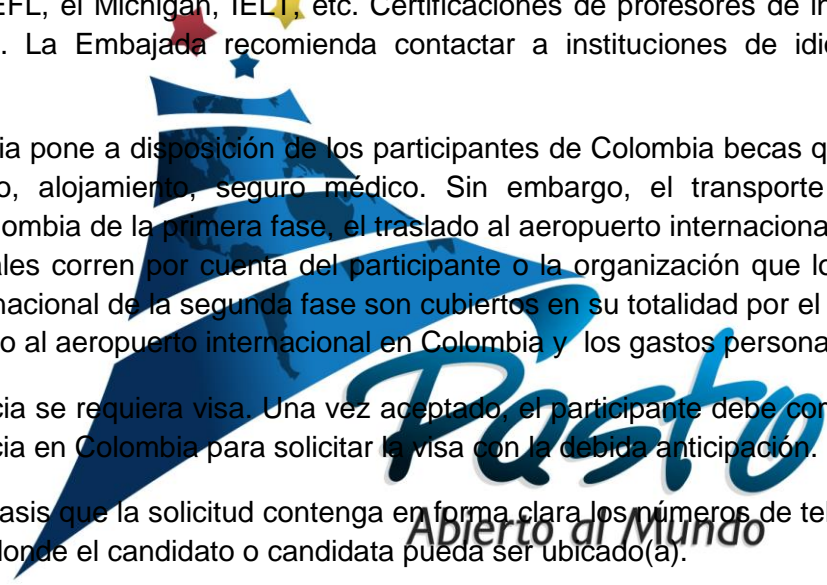 EFL, el Michigan, IELT, etc. Certificaciones de profesores de in
. La Embajada recomienda contactar a instituciones de idi
ia pone a disposición de los participantes de Colombia becas q
o, alojamiento, seguro médico. Sin embargo, el transporte
ombia de la primera fase, el traslado al aeropuerto internaciona
ales corren por cuenta del participante o la organización que lo
nacional de la segunda fase son cubiertos en su totalidad por el
o al aeropuerto internacional en Colombia y los gastos persona
cia se requiera visa. Una vez aceptado, el participante debe con
cia en Colombia para solicitar la visa con la debida anticipación.
Pasto
asis que la solicitud contenga en forma clara los números de tel
Abierto al Mundo
donde el candidato o candidata pueda ser ubicado(a).